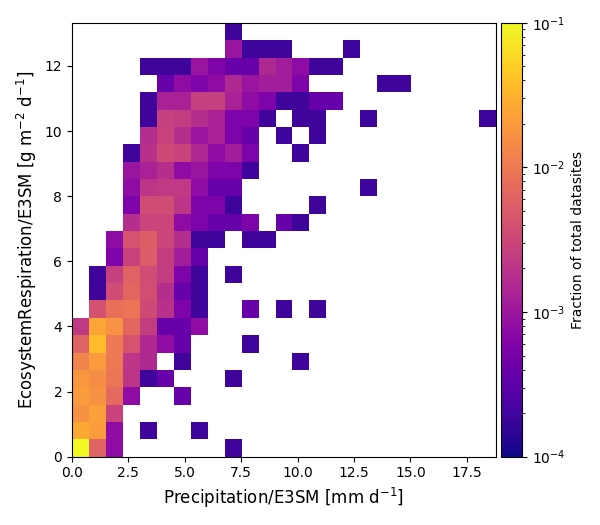 12
10
8
6
4
2
0
0.0 2.5 5.0 7.5 10.0 12.5 15.0 17.5
Precipitation/E3SM [mm d⁻¹]
EcosystemRespiration/E3SM [g m⁻² d⁻¹]
10⁻¹
10⁻²
10⁻³
10⁻⁴
Fraction of total datasites